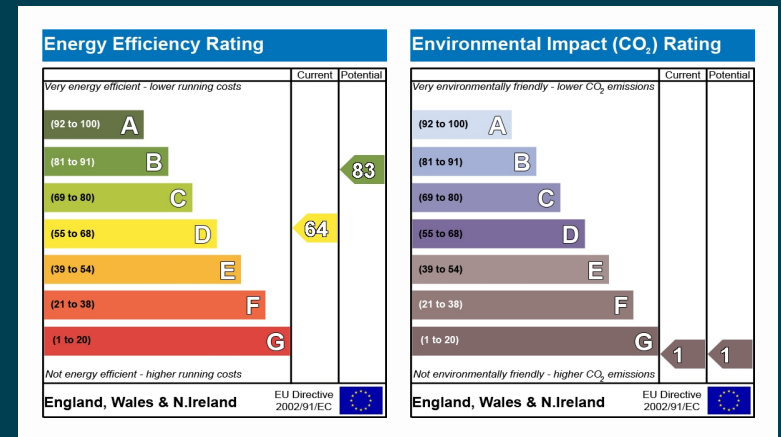 Energy Efficiency Rating
Current Potential
Very energy efficient - lower running costs
(92 to 100) A
(81 to 91) B
83
(69 to 80) C
(55 to 68) D
64
(39 to 54) E
(21 to 38) F
(1 to 20) G
Not energy efficient - higher running costs
England, Wales & N.Ireland
EU Directive
2002/91/EC
Environmental Impact (CO₂) Rating
Current Potential
Very environmentally friendly - lower CO₂ emissions
(92 to 100) A
(81 to 91) B
(69 to 80) C
(55 to 68) D
(39 to 54) E
(21 to 38) F
(1 to 20) G
1 1
Not environmentally friendly - higher CO₂ emissions
England, Wales & N.Ireland
EU Directive
2002/91/EC